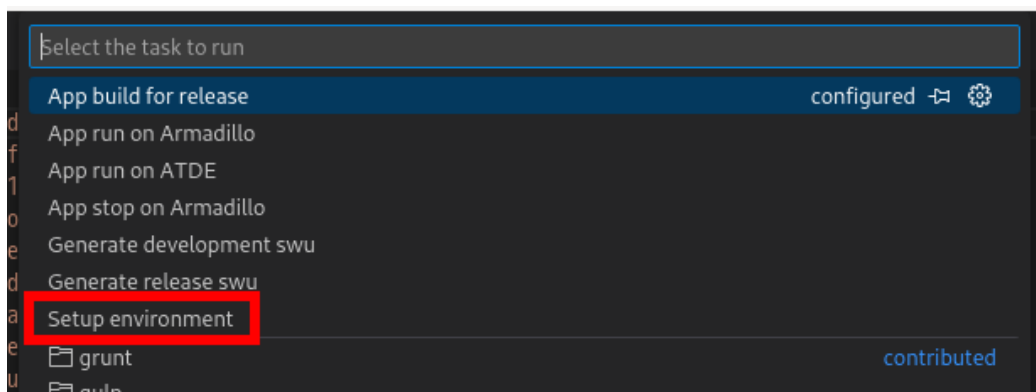 Select the task to run
App build for release configured
App run on Armadillo
App run on ATDE
App stop on Armadillo
Generate development swu
Generate release swu
Setup environment
grunt contributed
gulp